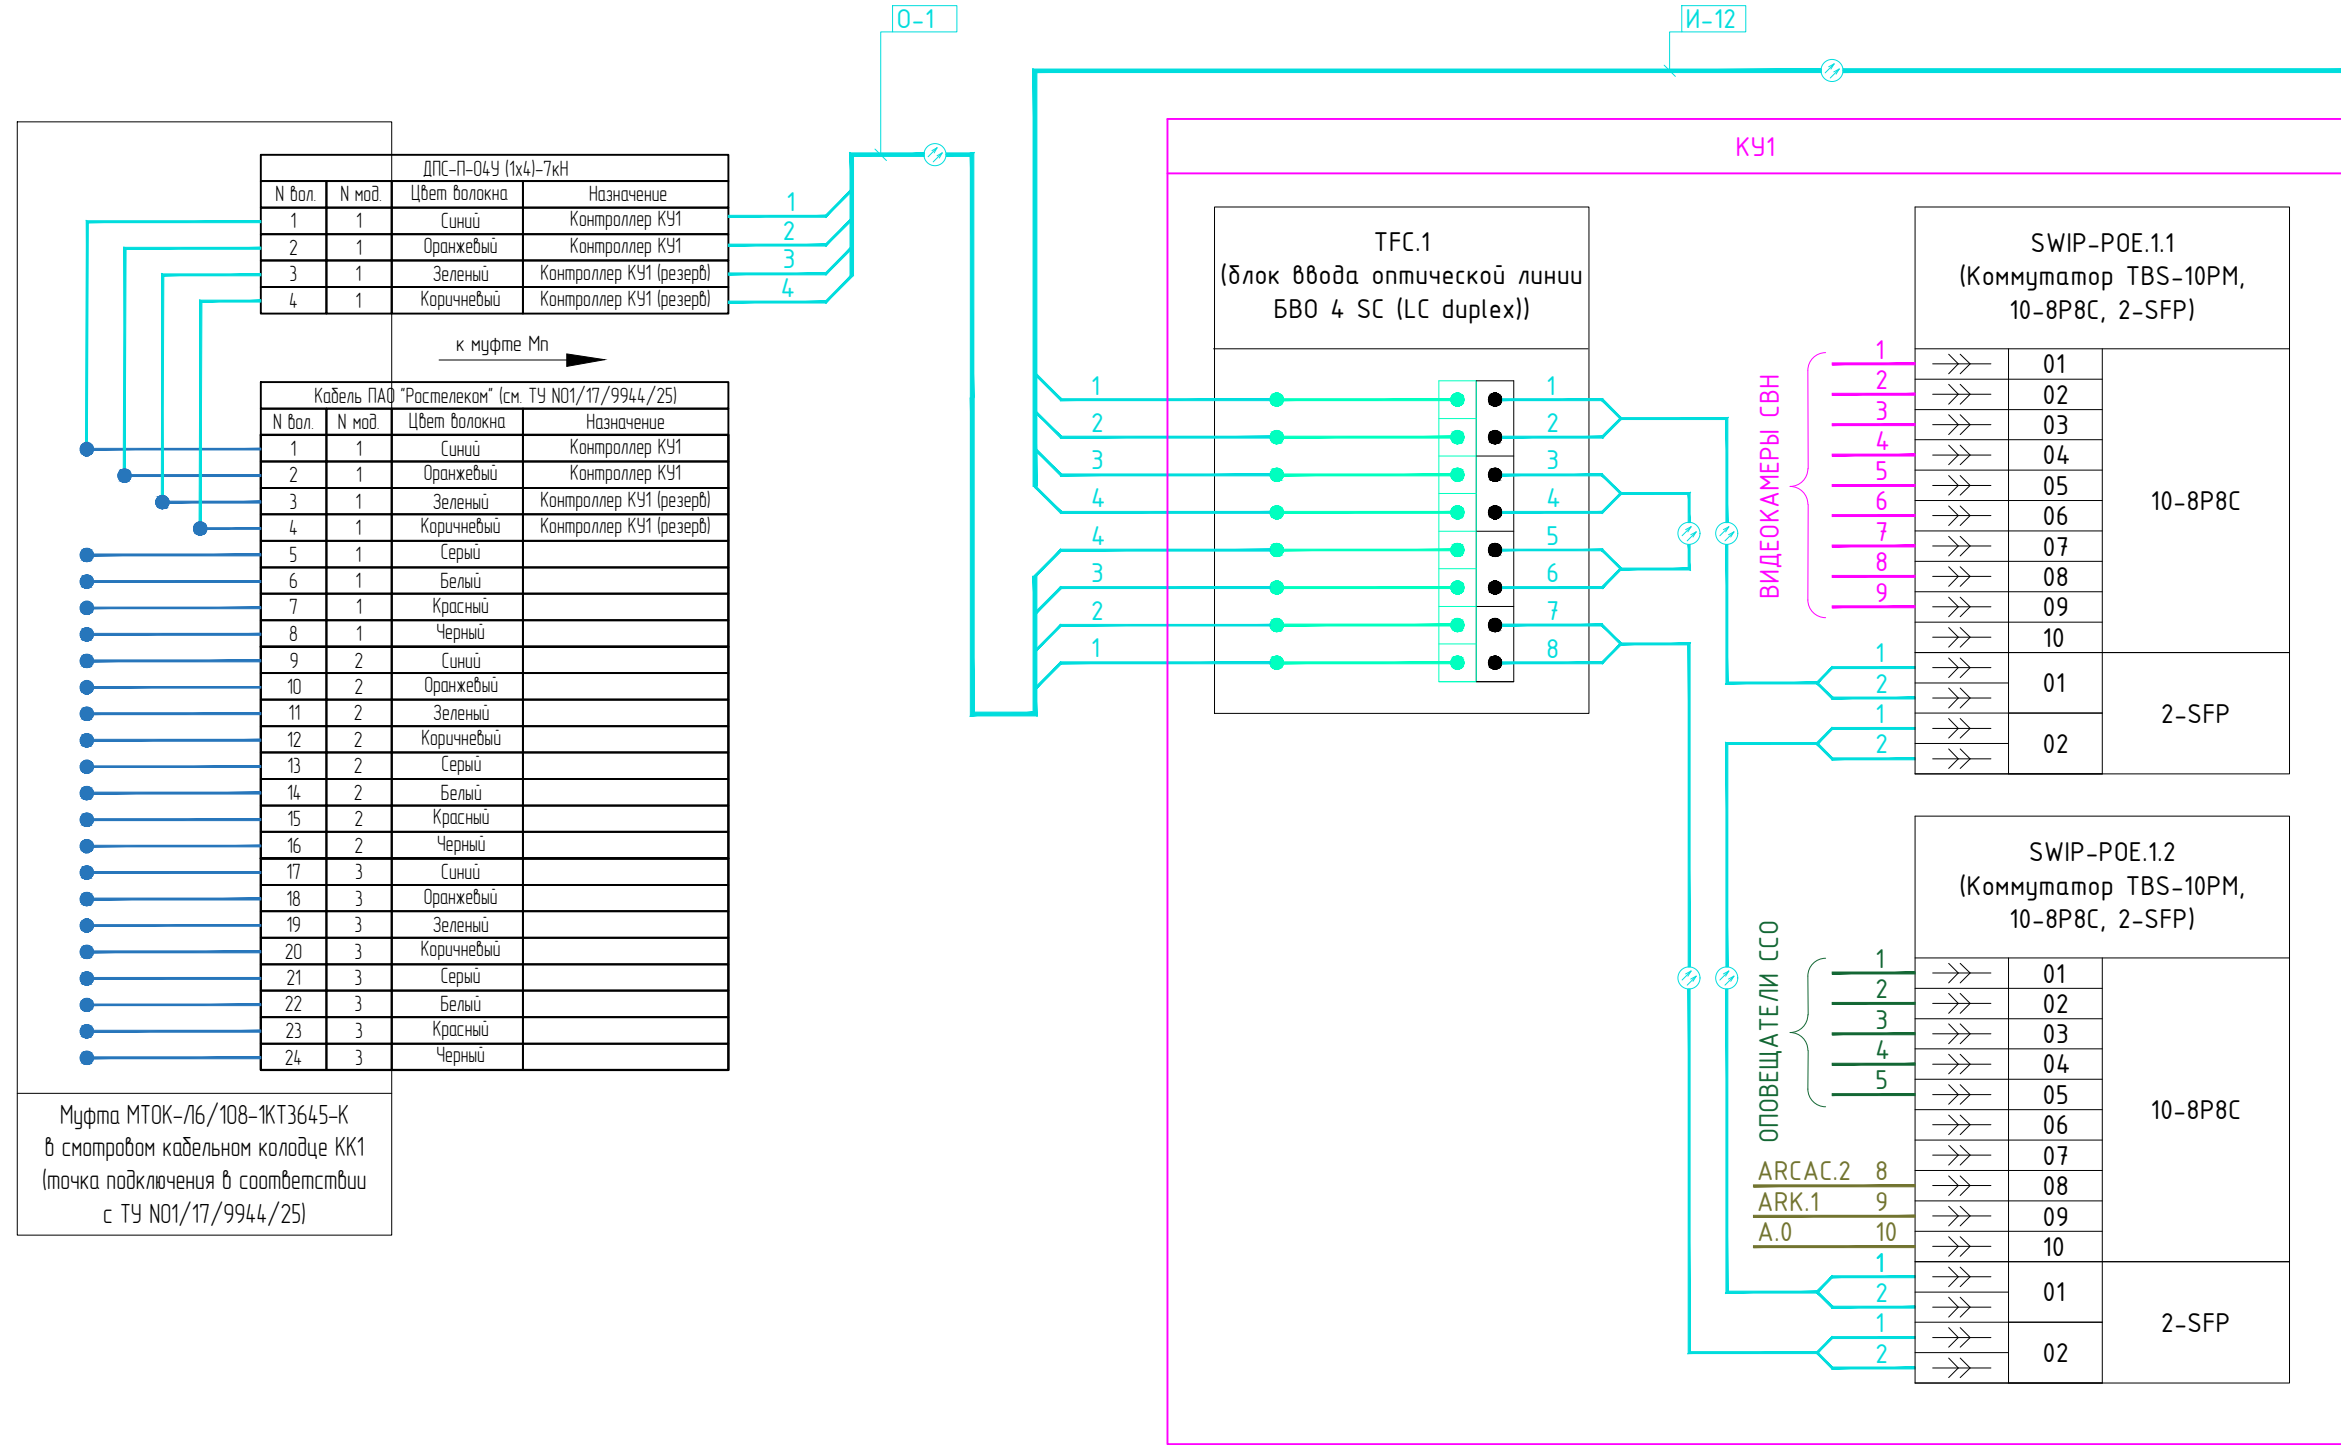 О-1
И-12
ДПС-П-04У (1х4)-7кН
N вол. N мод. Цвет волокна Назначение
1 1 Синий Контроллер КУ1
2 1 Оранжевый Контроллер КУ1
3 1 Зеленый Контроллер КУ1 (резерв)
4 1 Коричневый Контроллер КУ1 (резерв)
1
2
3
4
к муфте Мп
Кабель ПАО "Ростелеком" (см. ТУ N01/17/9944/25)
N вол. N мод. Цвет волокна Назначение
1 1 Синий Контроллер КУ1
2 1 Оранжевый Контроллер КУ1
3 1 Зеленый Контроллер КУ1 (резерв)
4 1 Коричневый Контроллер КУ1 (резерв)
5 1 Серый
6 1 Белый
7 1 Красный
8 1 Черный
9 2 Синий
10 2 Оранжевый
11 2 Зеленый
12 2 Коричневый
13 2 Серый
14 2 Белый
15 2 Красный
16 2 Черный
17 3 Синий
18 3 Оранжевый
19 3 Зеленый
20 3 Коричневый
21 3 Серый
22 3 Белый
23 3 Красный
24 3 Черный
Муфта МТОК-Л6/108-1КТ3645-К
в смотровом кабельном колодце КК1
(точка подключения в соответствии
с ТУ N01/17/9944/25)
КУ1
TFC.1
(блок ввода оптической линии
БВО 4 SC (LC duplex))
1 1
2 2
3 3
4 4
4 5
3 6
2 7
1 8
SWIP-POE.1.1
(Коммутатор TBS-10PM,
10-8P8C, 2-SFP)
ВИДЕОКАМЕРЫ СВН
1 01
2 02
3 03
4 04
5 05
6 06
7 07
8 08
9 09
10
10-8P8C
1
2
01
1
2
02
2-SFP
SWIP-POE.1.2
(Коммутатор TBS-10PM,
10-8P8C, 2-SFP)
ОПОВЕЩАТЕЛИ ССО
1 01
2 02
3 03
4 04
5 05
06
07
ARCAC.2 8 08
ARK.1 9 09
A.0 10 10
10-8P8C
1
2
01
1
2
02
2-SFP